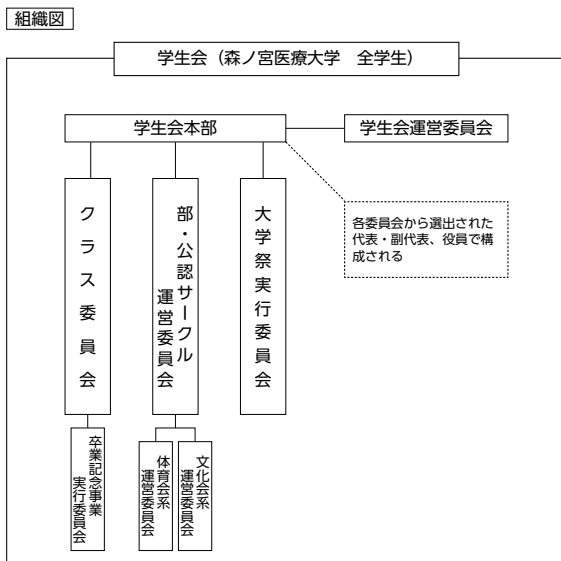 組織図
学生会（森ノ宮医療大学　全学生）
学生会本部
学生会運営委員会
クラス委員会
部・公認サークル
運営委員会
大学祭実行委員会
各委員会から選出された
代表・副代表、役員で構
成される
卒業記念事業
実行委員会
体育会系
運営委員会
文化会系
運営委員会